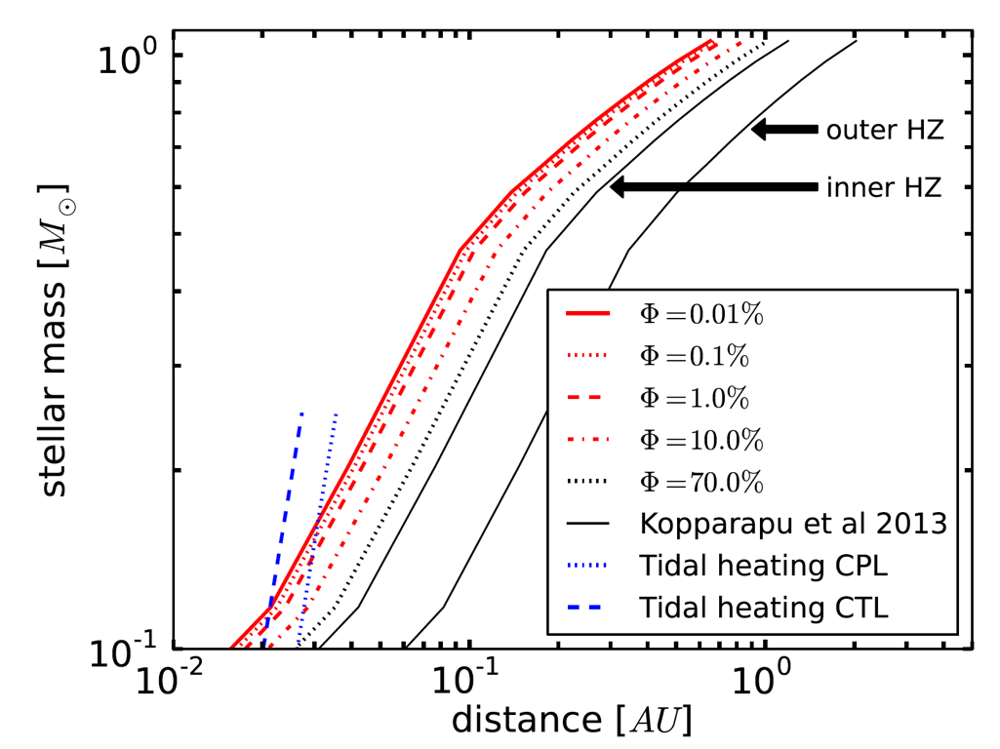 10⁰
10⁻¹
stellar mass [M☉]
outer HZ
inner HZ
Φ=0.01%
Φ=0.1%
Φ=1.0%
Φ=10.0%
Φ=70.0%
Kopparapu et al 2013
Tidal heating CPL
Tidal heating CTL
10⁻² 10⁻¹ 10⁰
distance [AU]